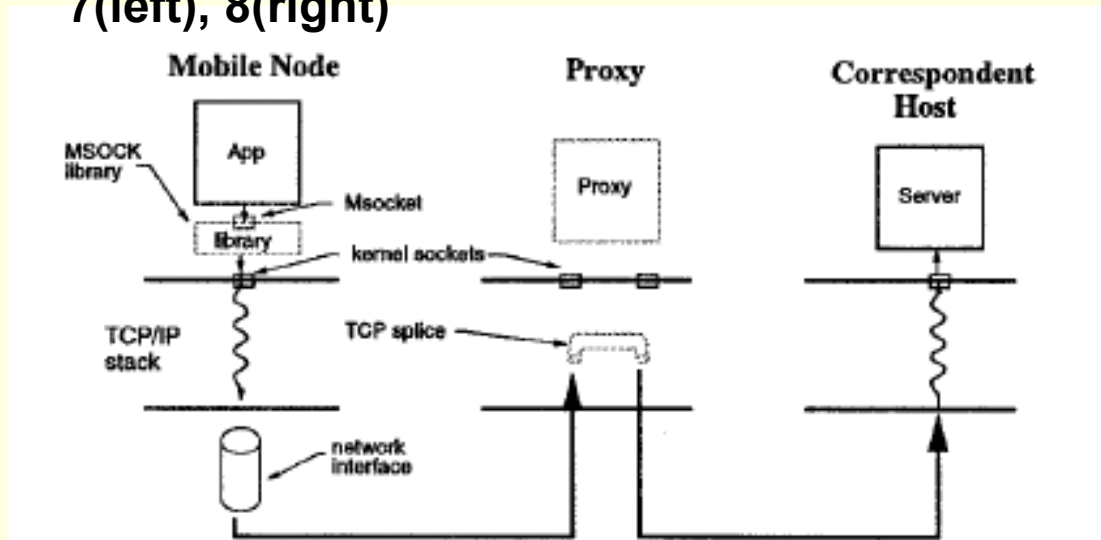 7(left), 8(right)
Mobile Node
Proxy
Correspondent
Host
MSOCK
library
App
Proxy
Server
Msocket
library
kernel sockets
TCP/IP
stack
TCP splice
network
interface